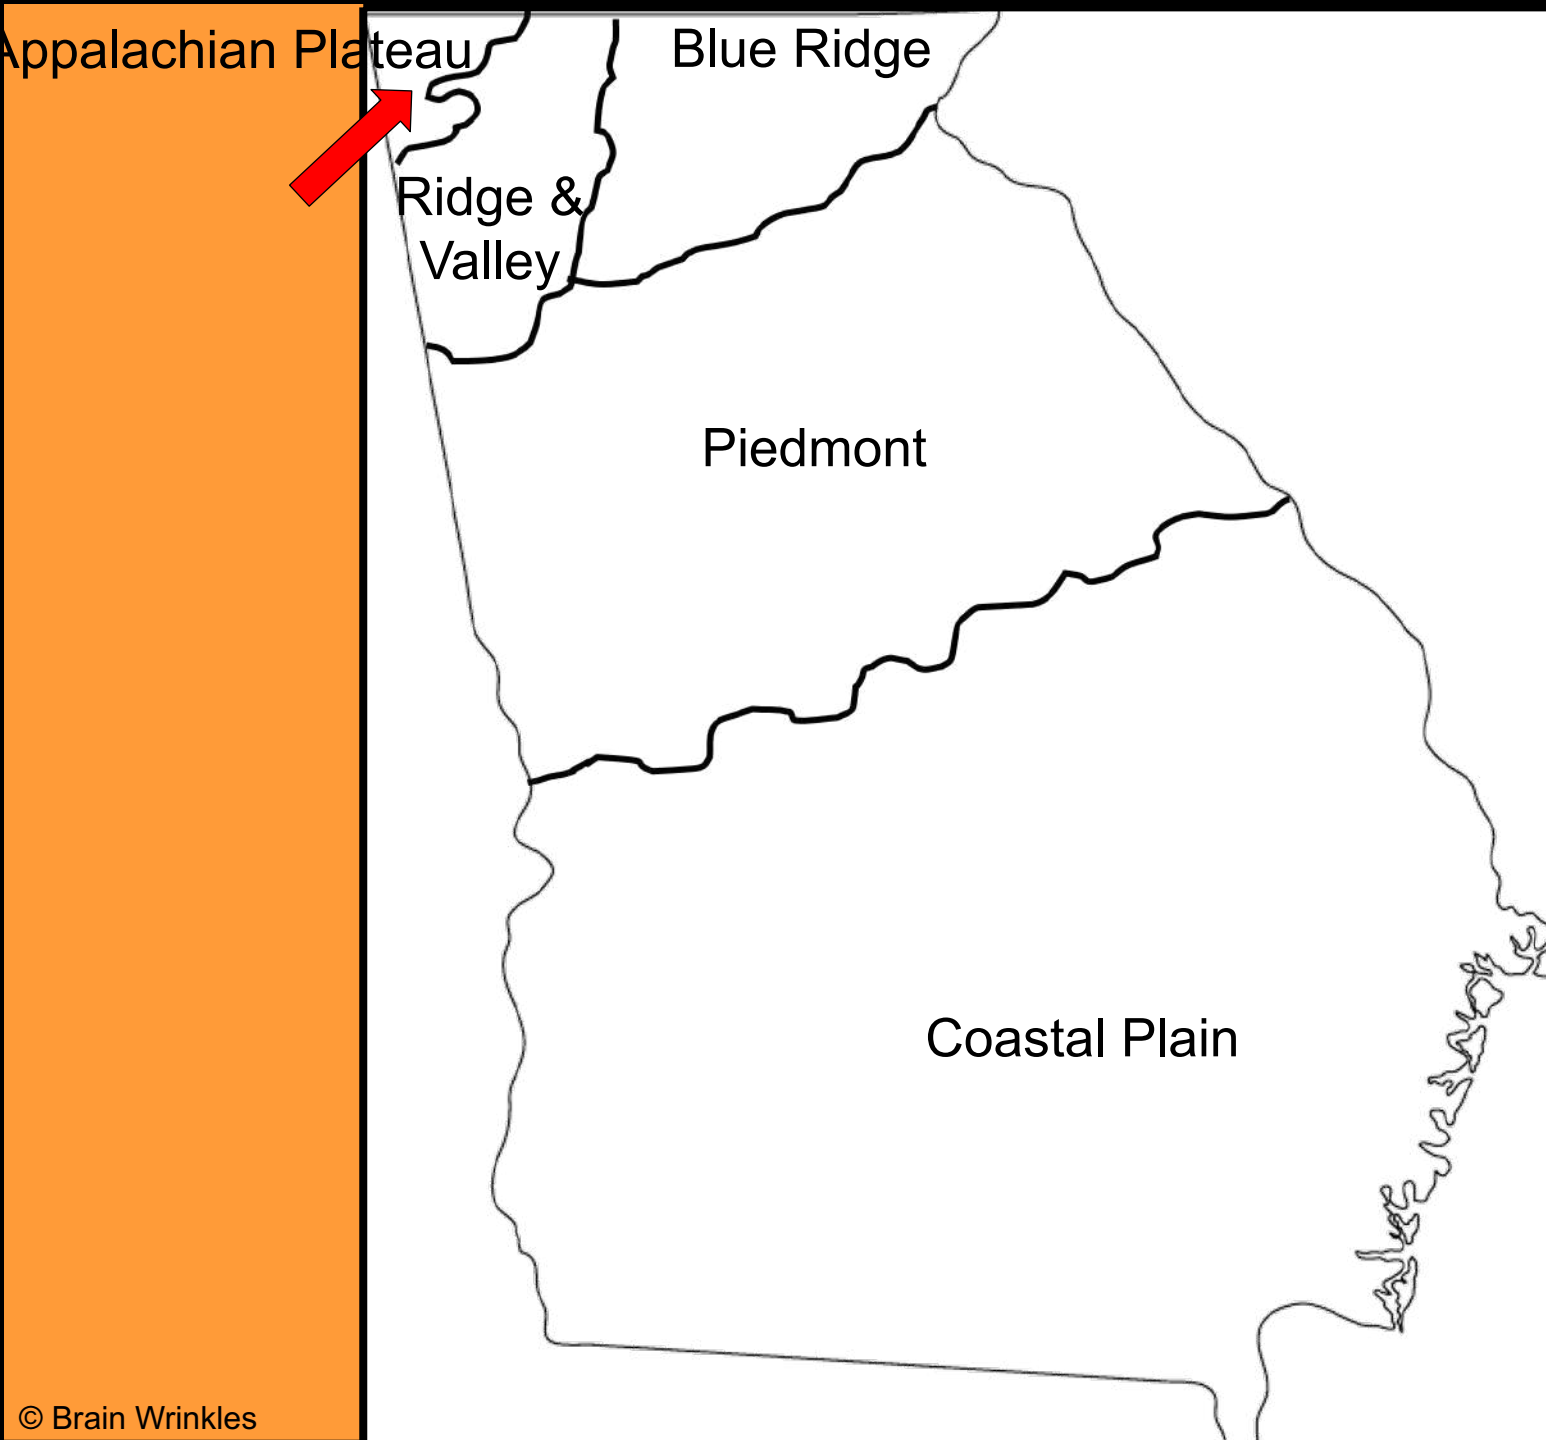 Appalachian Plateau
Blue Ridge
Ridge &
Valley
Piedmont
Coastal Plain
© Brain Wrinkles